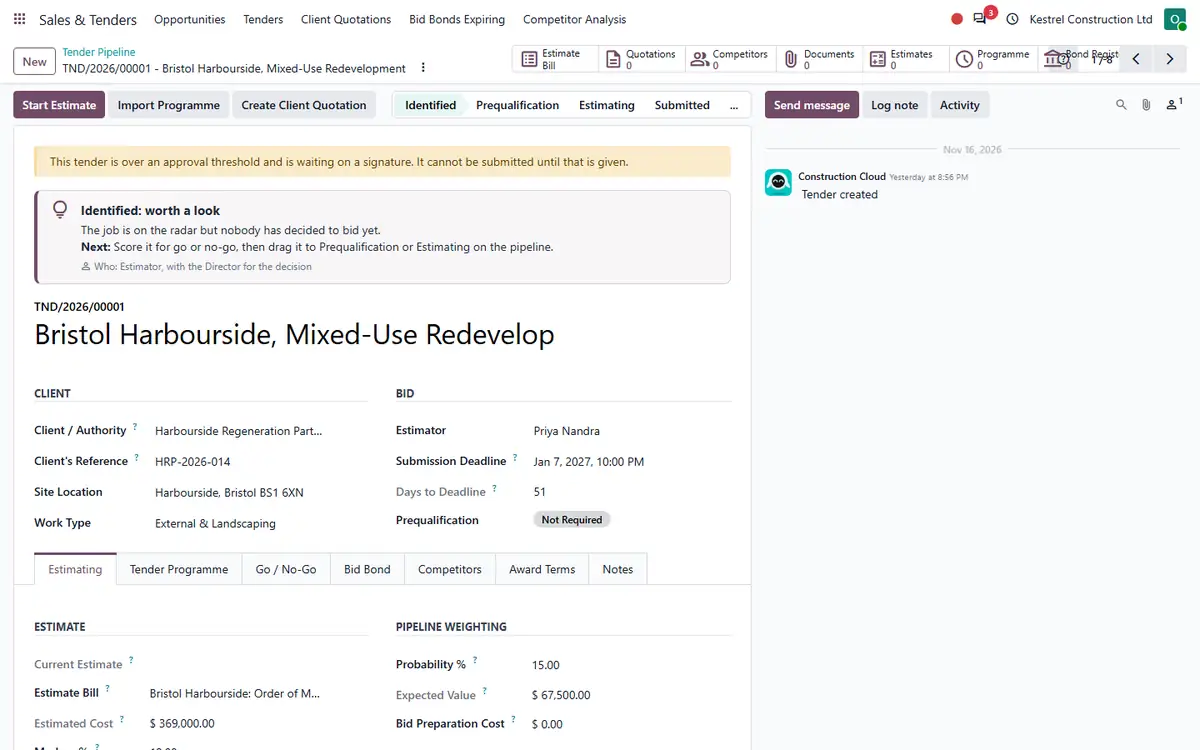 Sales & Tenders Opportunities Tenders Client Quotations Bid Bonds Expiring Competitor Analysis 3 Kestrel Construction Ltd O
New Tender Pipeline
TND/2026/00001 - Bristol Harbourside, Mixed-Use Redevelopment
Estimate Bill Quotations 0 Competitors 0 Documents 0 Estimates 0 Programme 0 Bond Regist 0 1 / 8
Start Estimate Import Programme Create Client Quotation Identified Prequalification Estimating Submitted ... Send message Log note Activity 1
This tender is over an approval threshold and is waiting on a signature. It cannot be submitted until that is given.
Nov 16, 2026
Construction Cloud Yesterday at 8:56 PM
Tender created
Identified: worth a look
The job is on the radar but nobody has decided to bid yet.
Next: Score it for go or no-go, then drag it to Prequalification or Estimating on the pipeline.
Who: Estimator, with the Director for the decision
TND/2026/00001
Bristol Harbourside, Mixed-Use Redevelop
CLIENT
Client / Authority ? Harbourside Regeneration Part...
Client's Reference ? HRP-2026-014
Site Location Harbourside, Bristol BS1 6XN
Work Type External & Landscaping
BID
Estimator Priya Nandra
Submission Deadline ? Jan 7, 2027, 10:00 PM
Days to Deadline ? 51
Prequalification Not Required
Estimating Tender Programme Go / No-Go Bid Bond Competitors Award Terms Notes
ESTIMATE
Current Estimate ?
Estimate Bill ? Bristol Harbourside: Order of M...
Estimated Cost ? $ 369,000.00
PIPELINE WEIGHTING
Probability % ? 15.00
Expected Value ? $ 67,500.00
Bid Preparation Cost ? $ 0.00